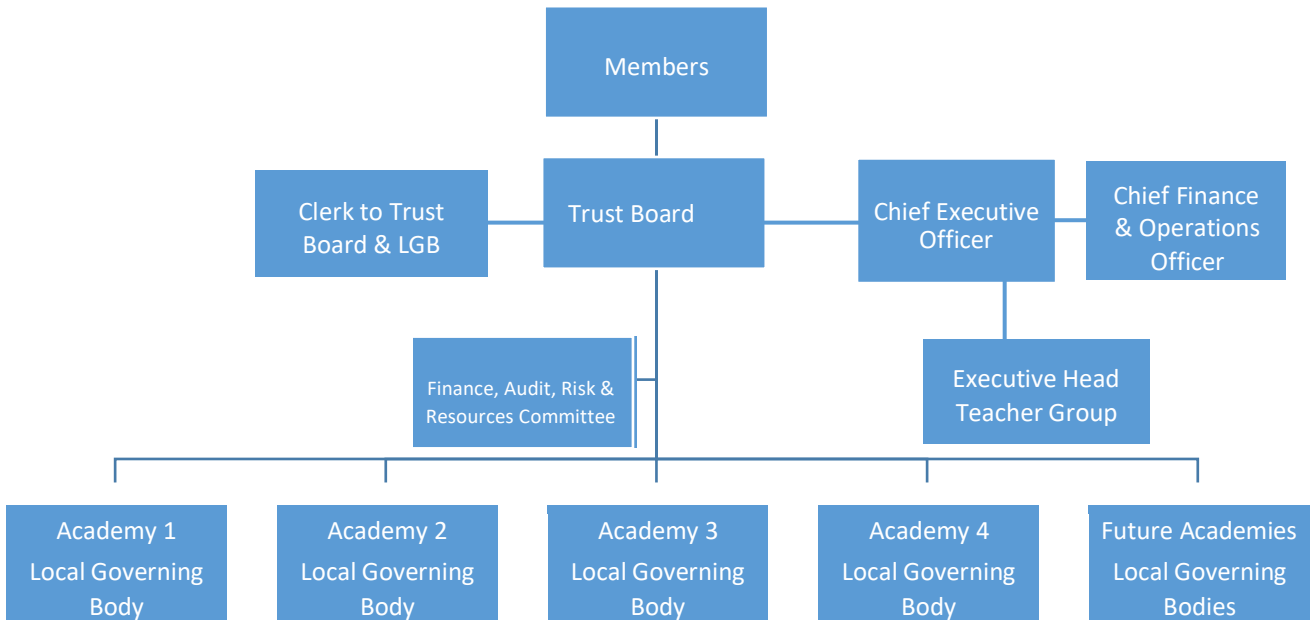 Members
Clerk to Trust
Board & LGB
Trust Board
Chief Executive
Officer
Chief Finance
& Operations
Officer
Finance, Audit, Risk &
Resources Committee
Executive Head
Teacher Group
Academy 1
Local Governing
Body
Academy 2
Local Governing
Body
Academy 3
Local Governing
Body
Academy 4
Local Governing
Body
Future Academies
Local Governing
Bodies